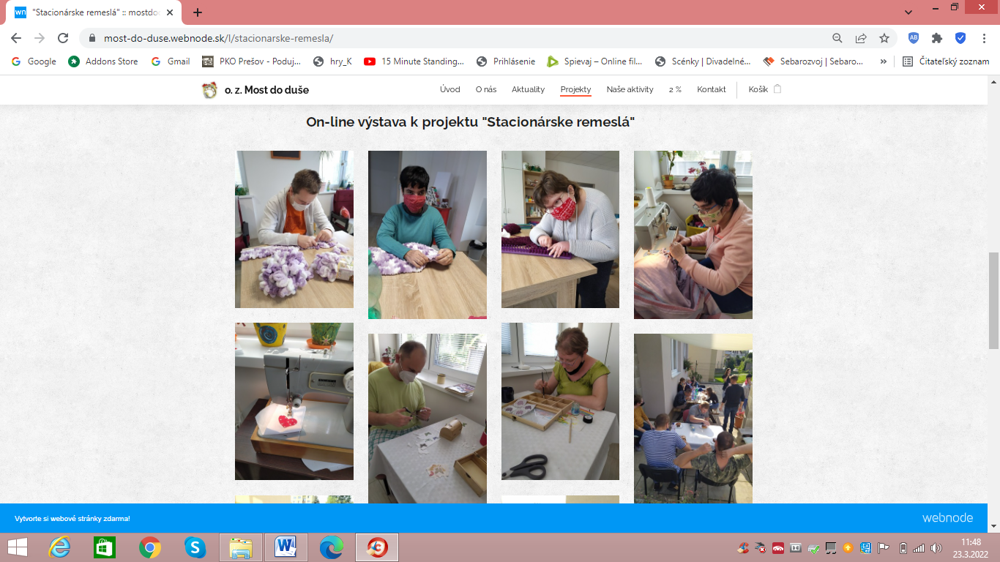 "Stacionárske remeslá" :: mostdo
most-do-duse.webnode.sk/l/stacionarske-remesla/
Google
Addons Store
Gmail
PKO Prešov - Poduj...
hry_K
15 Minute Standing...
Prihlásenie
Spievaj – Online fil...
Scénky | Divadelné...
Sebarozvoj | Sebaro...
»
Čitateľský zoznam
o. z. Most do duše
Úvod
O nás
Aktuality
Projekty
Naše aktivity
2 %
Kontakt
Košík
On-line výstava k projektu "Stacionárske remeslá"
Vytvorte si webové stránky zdarma!
webnode
11:48
23.3.2022